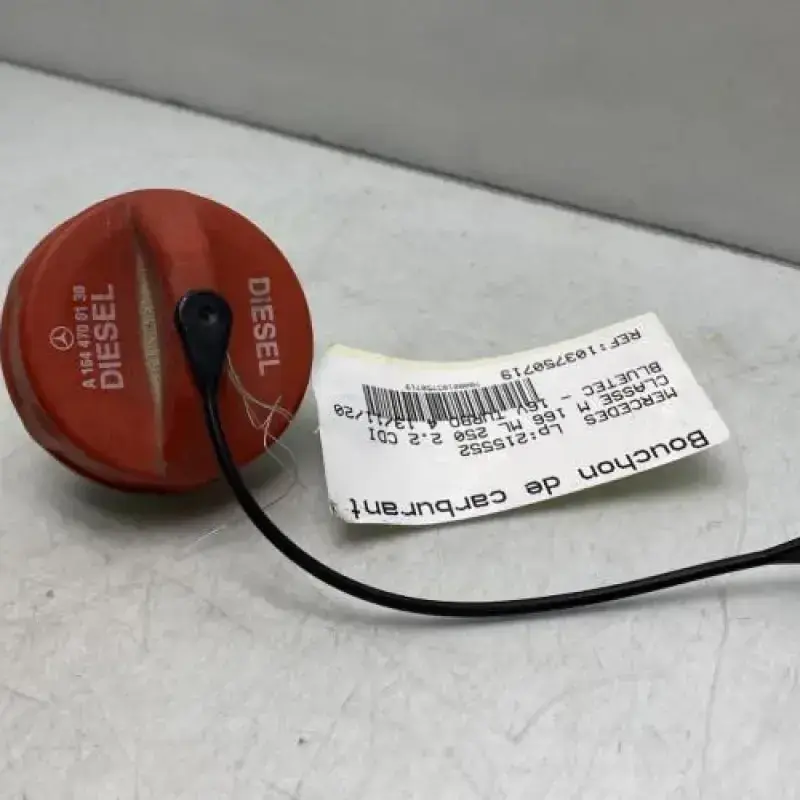 A 164 470 01 30
DIESEL
DIESEL
Bouchon de carburant
LP:215552
MERCEDES M 166 ML 250 2.2 CDI
CLASSE - 16V TURBO 4 13/11/20
BLUETEC
REF:103750719